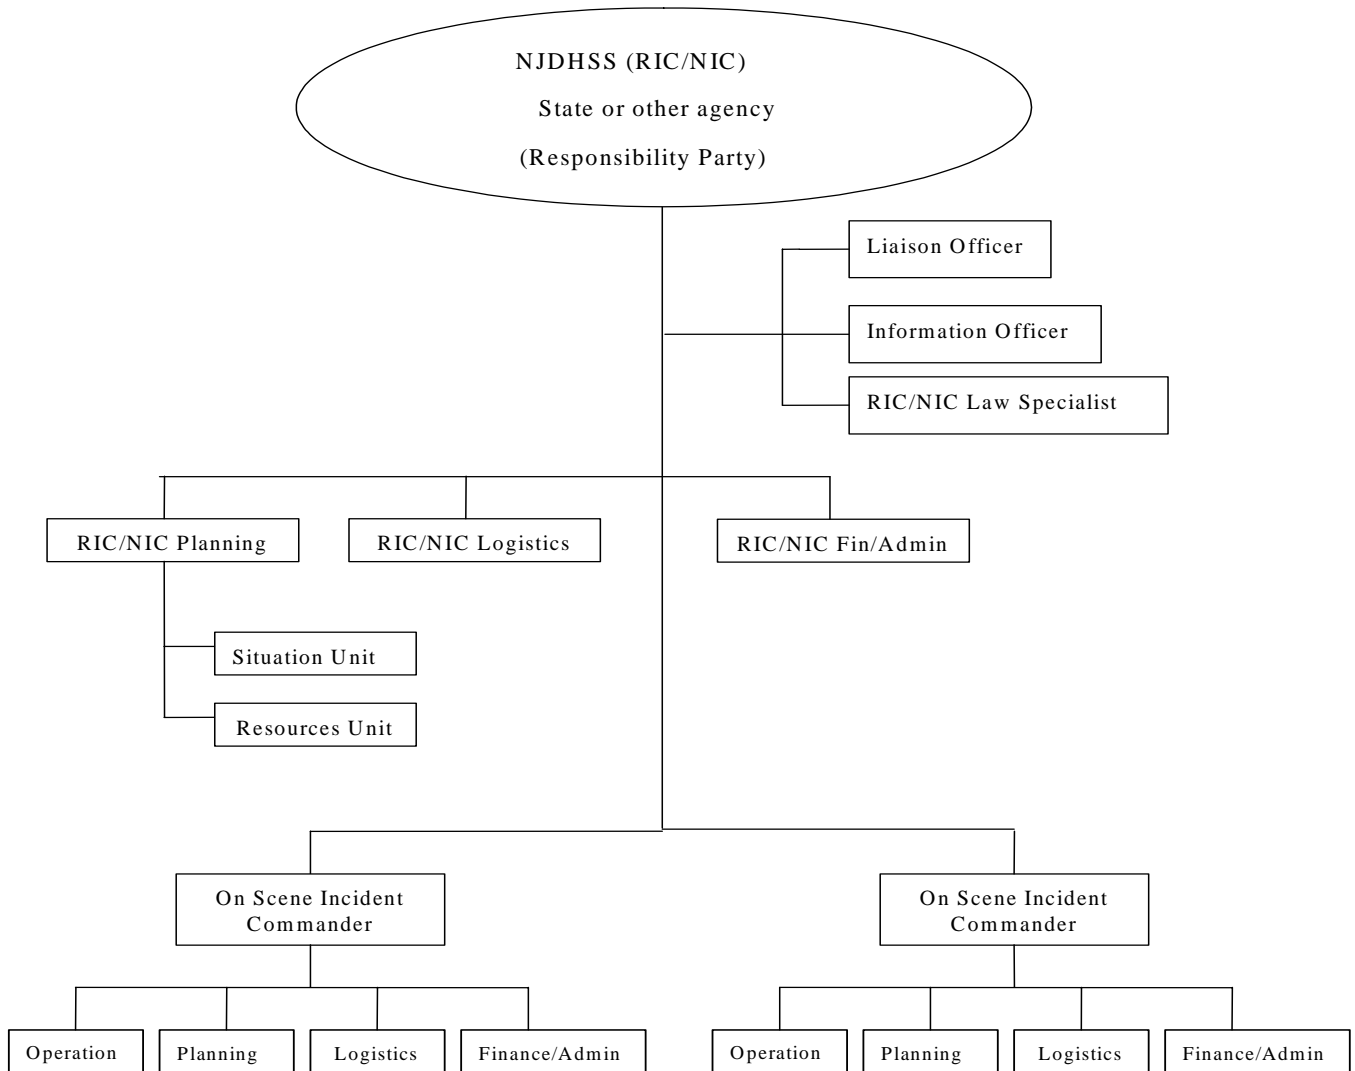 NJDHSS (RIC/NIC)
State or other agency
(Responsibility Party)
Liaison Officer
Information Officer
RIC/NIC Law Specialist
RIC/NIC Planning
RIC/NIC Logistics
RIC/NIC Fin/Admin
Situation Unit
Resources Unit
On Scene Incident
Commander
On Scene Incident
Commander
Operation
Planning
Logistics
Finance/Admin
Operation
Planning
Logistics
Finance/Admin